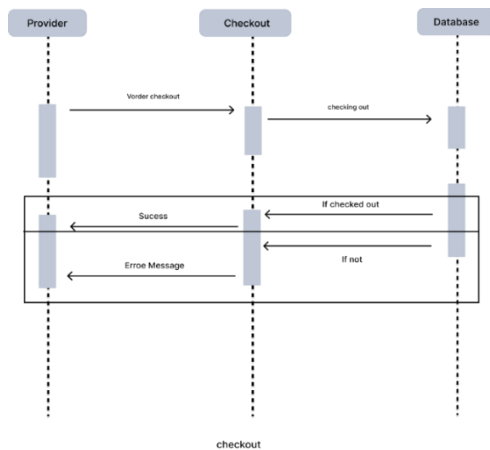 Provider
Checkout
Database
Vorder checkout
checking out
If checked out
Sucess
If not
Erroe Message
checkout